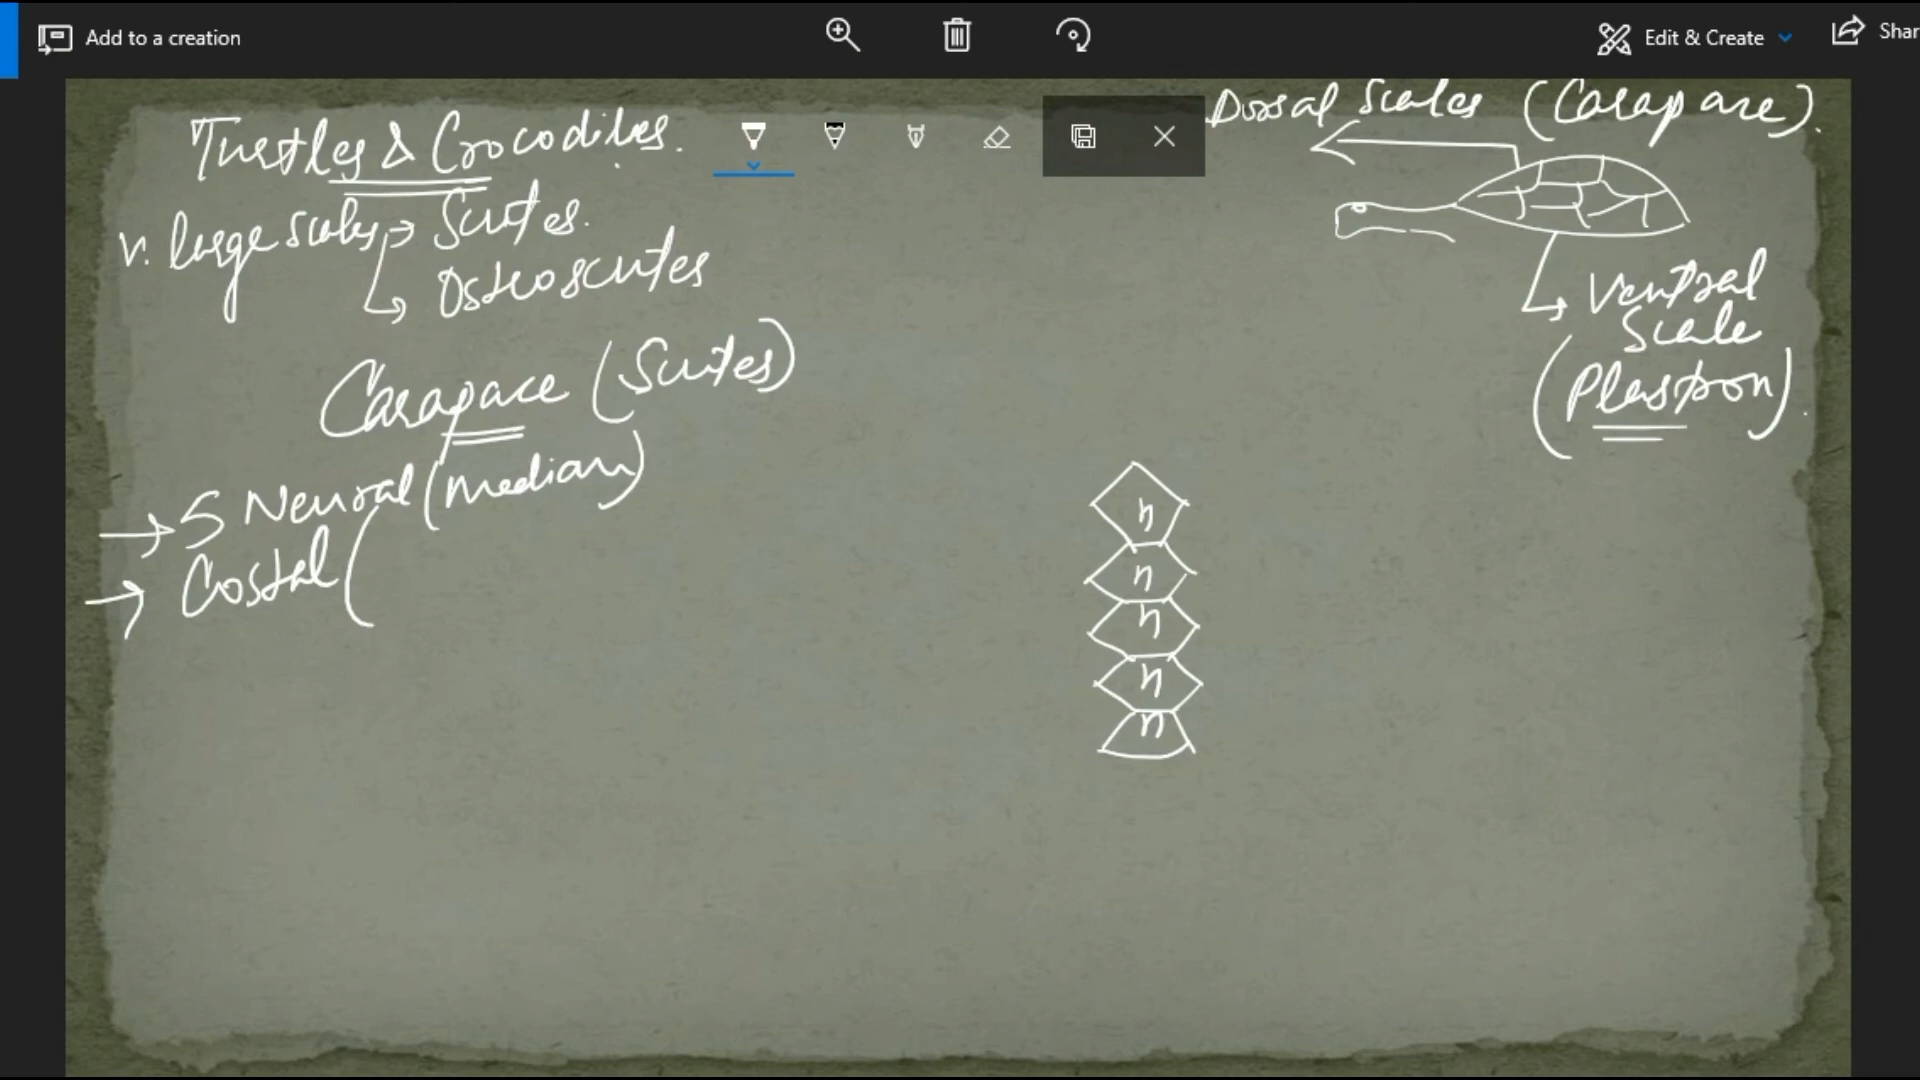 Add to a creation
Edit & Create
Shar
Turtles & Crocodiles.
v. large scales → Scutes.
↳ Osteoscutes
Carapace (Scutes)
→ 5 Neural (median)
→ Costal (
Dorsal Scales (Carapace).
↳ Ventral
Scale
(Plastron).
n
n
n
n
n